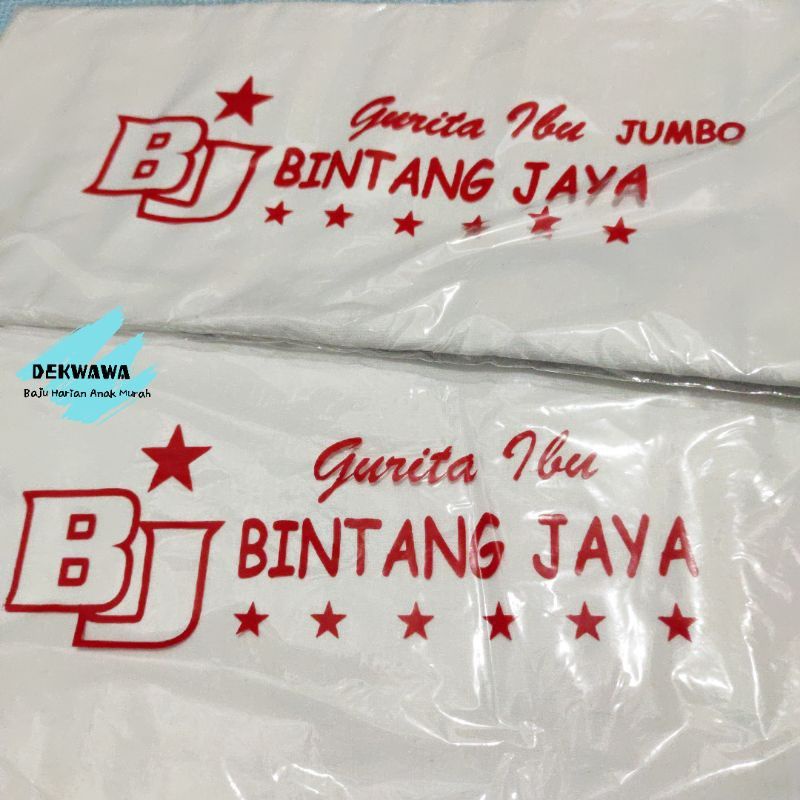 Gurita Ibu JUMBO
BJ BINTANG JAYA
DEKWAWA
Baju Harian Anak Murah
Gurita Ibu
BJ BINTANG JAYA